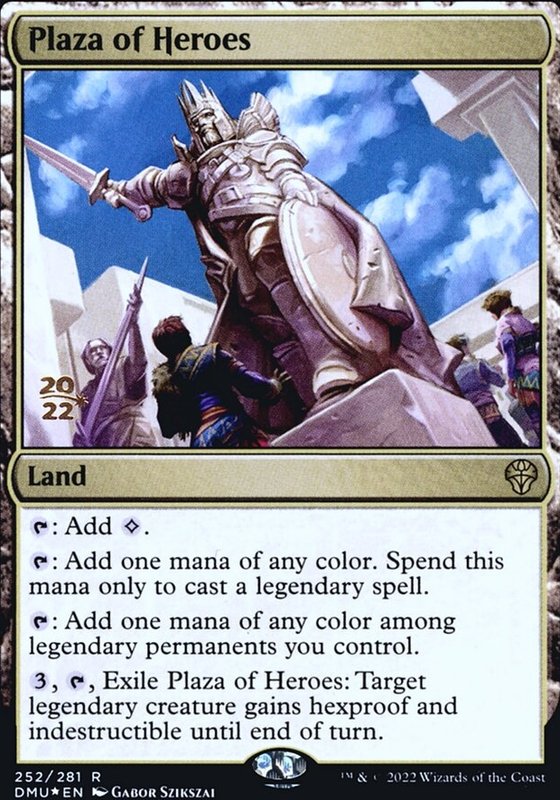 Plaza of Heroes
20
22
Land
: Add .
: Add one mana of any color. Spend this
mana only to cast a legendary spell.
: Add one mana of any color among
legendary permanents you control.
3, , Exile Plaza of Heroes: Target
legendary creature gains hexproof and
indestructible until end of turn.
252/281 R
DMU★EN Gabor Szikszai
™ & © 2022 Wizards of the Coast